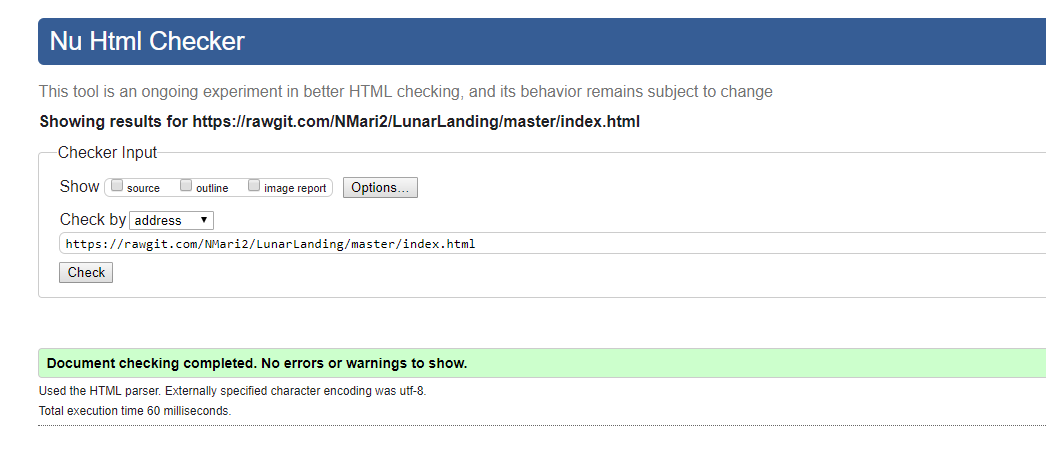 Nu Html Checker
This tool is an ongoing experiment in better HTML checking, and its behavior remains subject to change
Showing results for https://rawgit.com/NMari2/LunarLanding/master/index.html
Checker Input
Show source outline image report Options...
Check by address
https://rawgit.com/NMari2/LunarLanding/master/index.html
Check
Document checking completed. No errors or warnings to show.
Used the HTML parser. Externally specified character encoding was utf-8.
Total execution time 60 milliseconds.